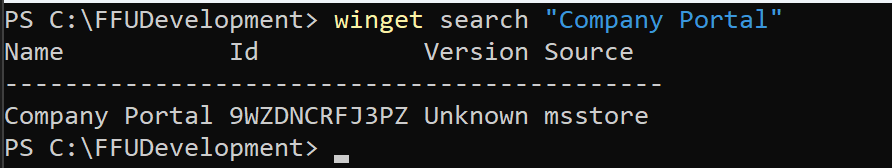 PS C:\FFUDevelopment> winget search "Company Portal"
Name           Id           Version Source
--------------------------------------------
Company Portal 9WZDNCRFJ3PZ Unknown msstore
PS C:\FFUDevelopment>